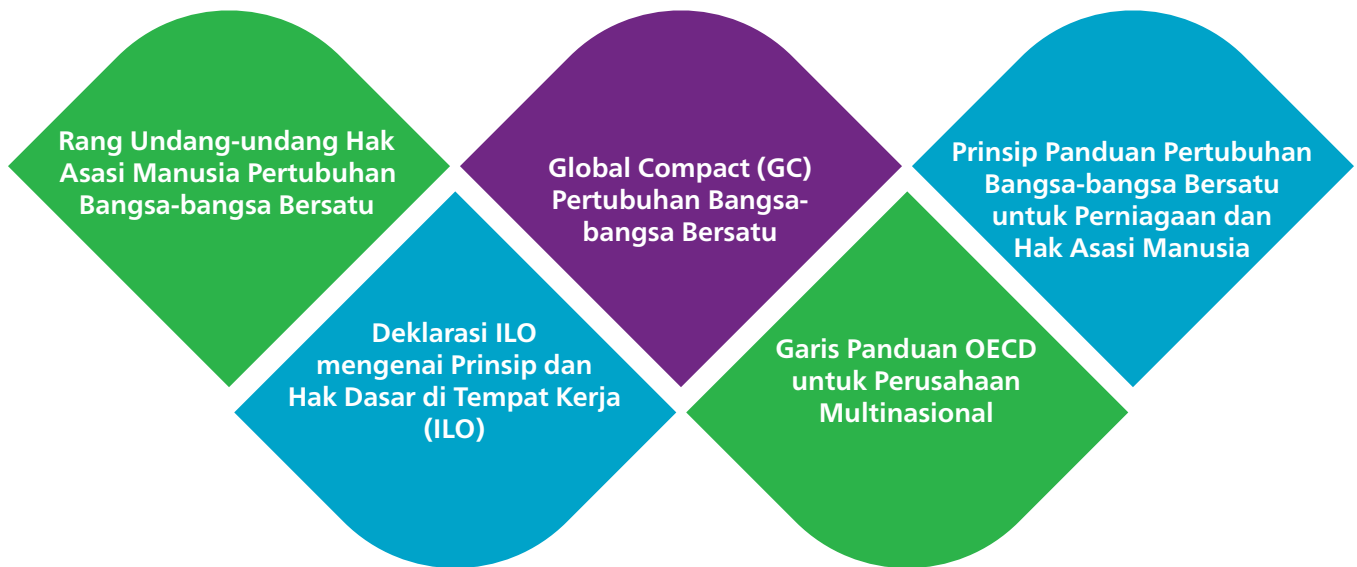 Rang Undang-undang Hak
Asasi Manusia Pertubuhan
Bangsa-bangsa Bersatu
Deklarasi ILO
mengenai Prinsip dan
Hak Dasar di Tempat Kerja
(ILO)
Global Compact (GC)
Pertubuhan Bangsa-
bangsa Bersatu
Garis Panduan OECD
untuk Perusahaan
Multinasional
Prinsip Panduan Pertubuhan
Bangsa-bangsa Bersatu
untuk Perniagaan dan
Hak Asasi Manusia